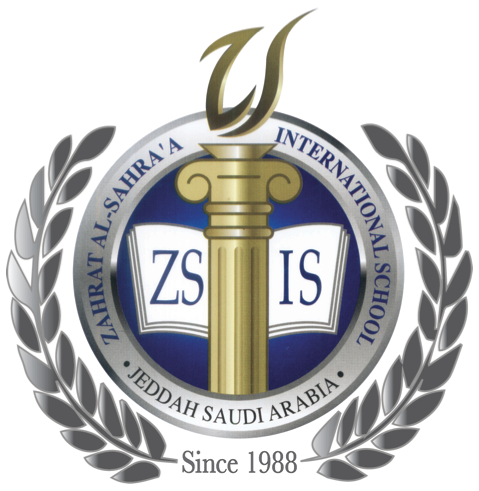 ZAHRAT AL-SAHRA'A INTERNATIONAL SCHOOL
ZS IS
• JEDDAH SAUDI ARABIA •
Since 1988